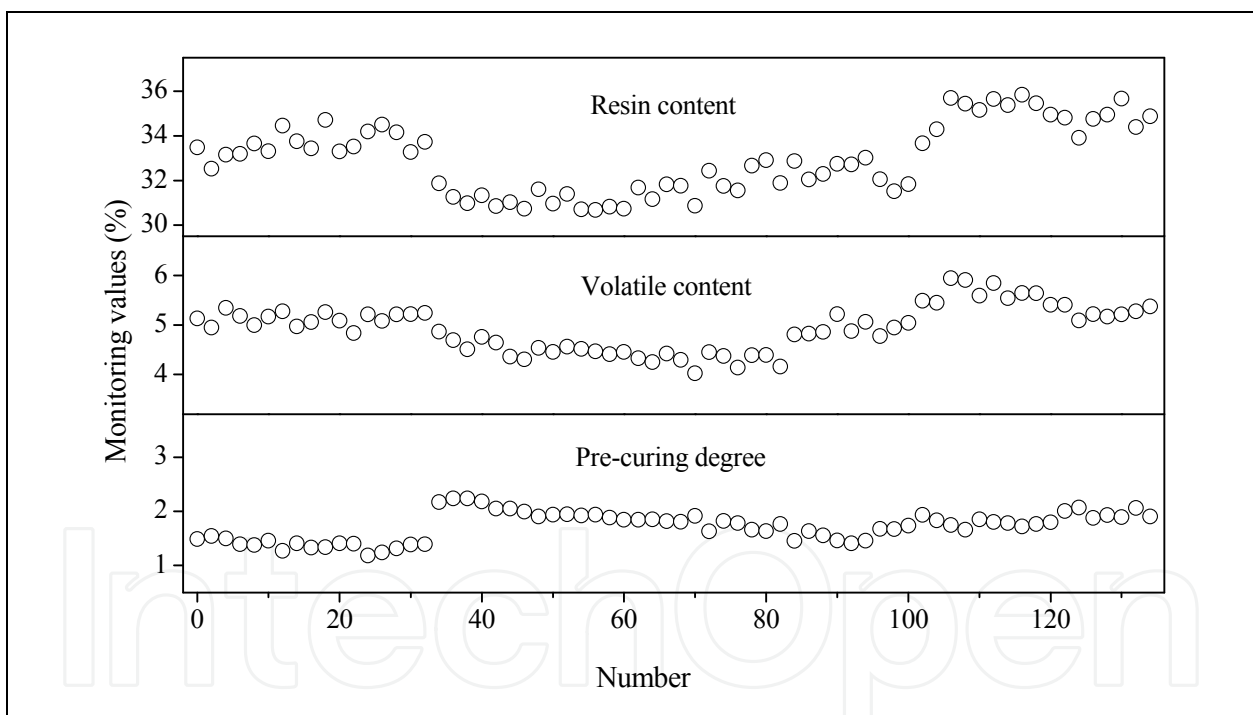 Resin content
36
34
32
30
Volatile content
6
5
4
Pre-curing degree
3
2
1
Monitoring values (%)
0 20 40 60 80 100 120
Number
IntechOpen